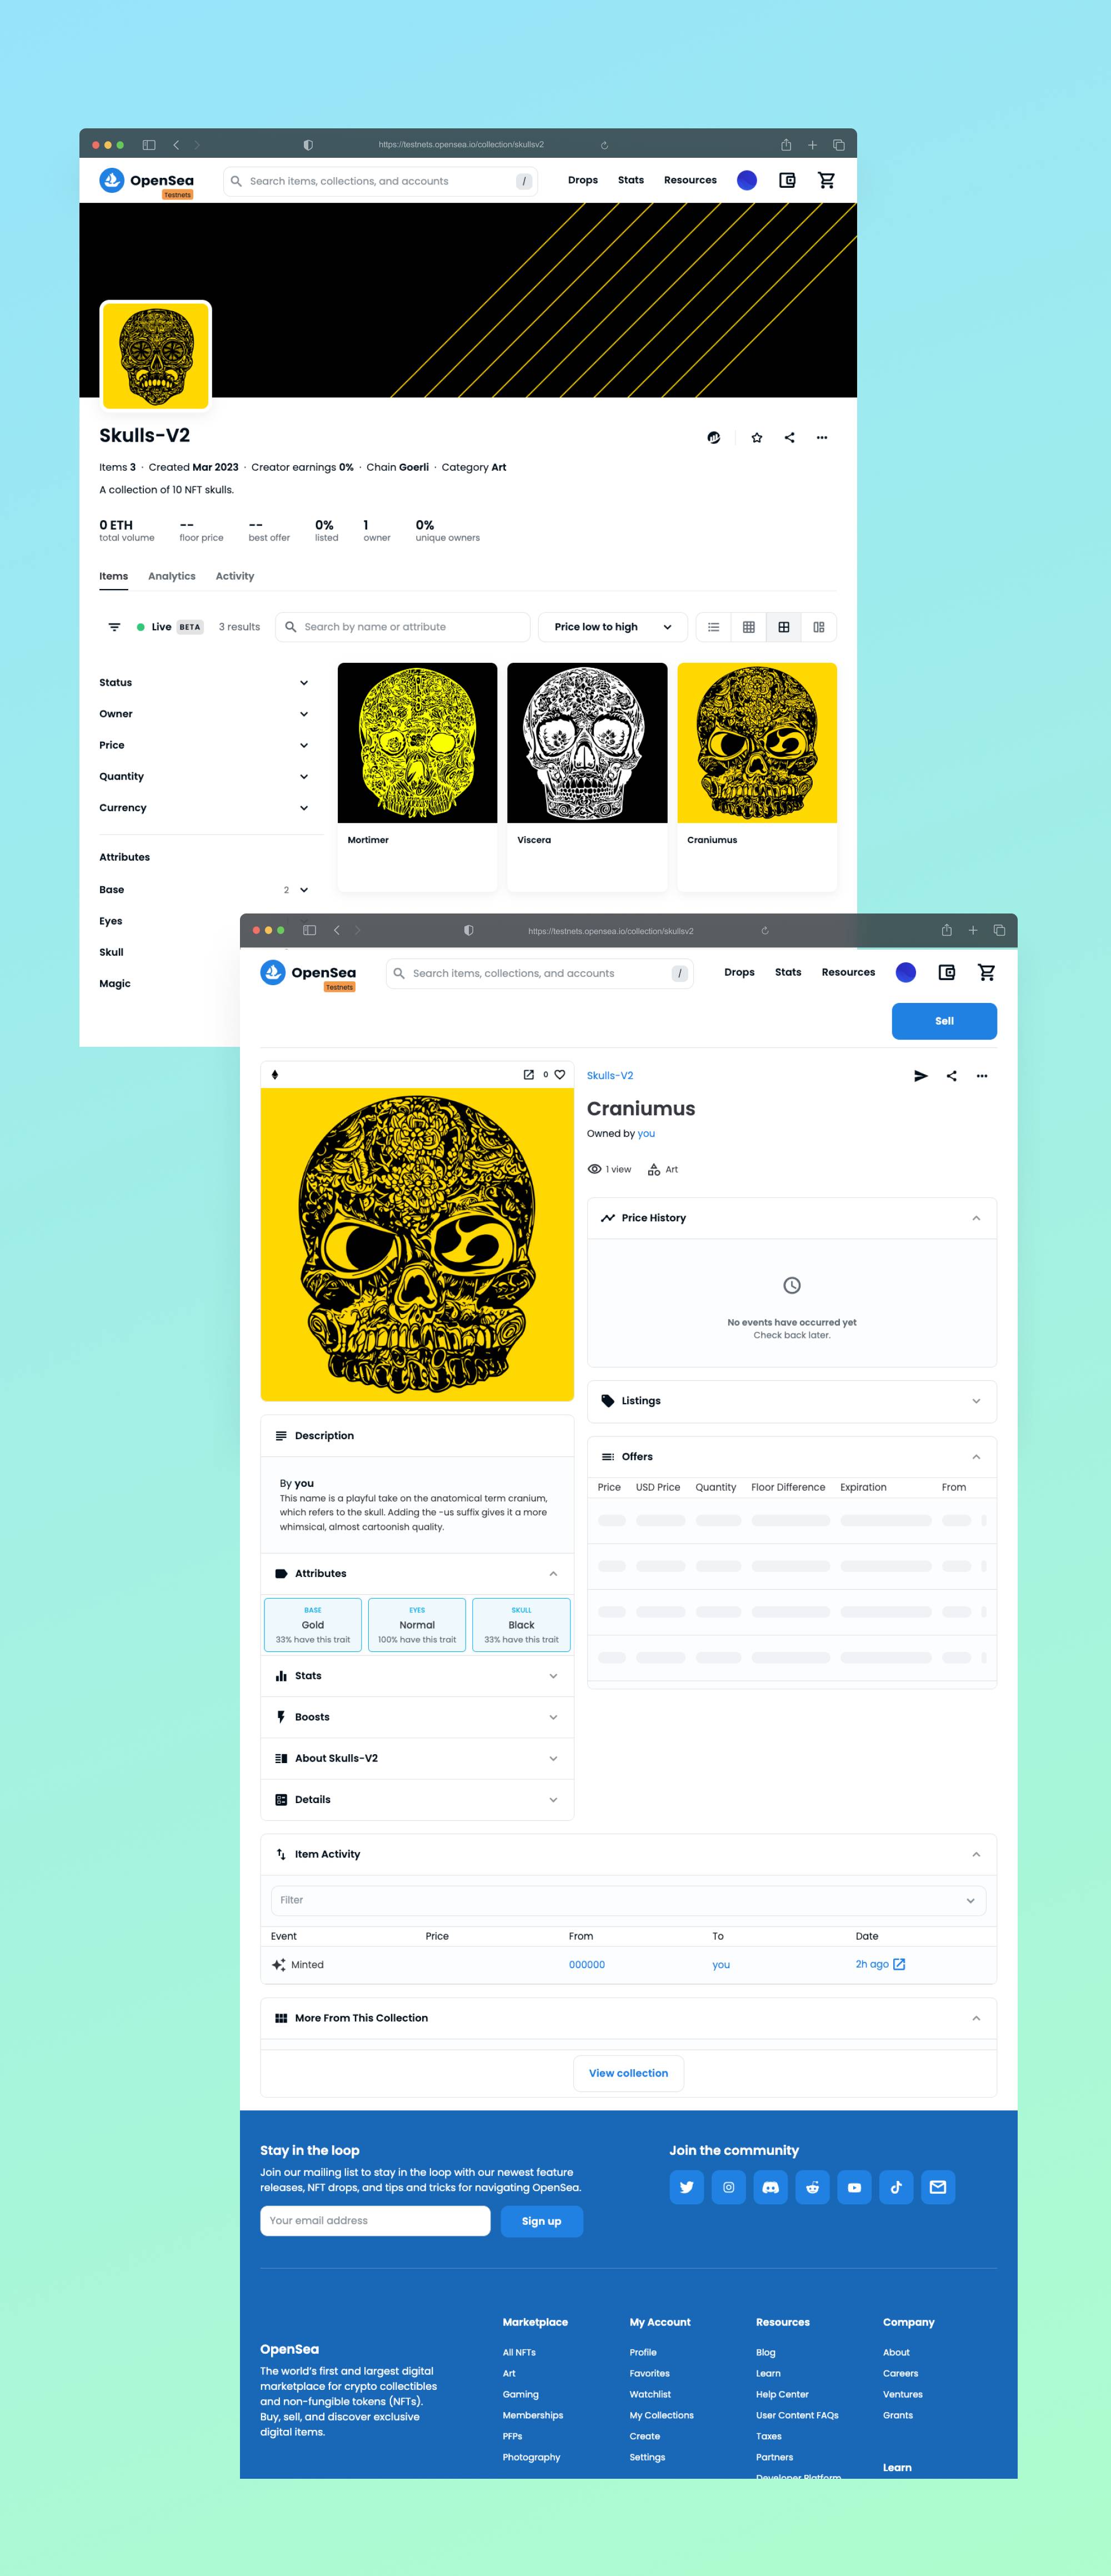 https://testnets.opensea.io/collection/skullsv2
OpenSea
Testnets
Search items, collections, and accounts
/
Drops
Stats
Resources
Skulls-V2
Items 3 · Created Mar 2023 · Creator earnings 0% · Chain Goerli · Category Art
A collection of 10 NFT skulls.
0 ETH -- -- 0% 1 0%
total volume floor price best offer listed owner unique owners
Items Analytics Activity
Live BETA 3 results Search by name or attribute Price low to high
Status
Owner
Price
Quantity
Currency
Mortimer Viscera Craniumus
Attributes
Base 2
Eyes
Skull
Magic
https://testnets.opensea.io/collection/skullsv2
OpenSea
Testnets
Search items, collections, and accounts
/
Drops
Stats
Resources
Sell
0
Skulls-V2
Craniumus
Owned by you
1 view Art
Price History
No events have occurred yet
Check back later.
Listings
Offers
Price USD Price Quantity Floor Difference Expiration From
Description
By you
This name is a playful take on the anatomical term cranium,
which refers to the skull. Adding the -us suffix gives it a more
whimsical, almost cartoonish quality.
Attributes
BASE
Gold
33% have this trait
EYES
Normal
100% have this trait
SKULL
Black
33% have this trait
Stats
Boosts
About Skulls-V2
Details
Item Activity
Filter
Event Price From To Date
Minted 000000 you 2h ago
More From This Collection
View collection
Stay in the loop
Join our mailing list to stay in the loop with our newest feature
releases, NFT drops, and tips and tricks for navigating OpenSea.
Your email address
Sign up
Join the community
OpenSea
The world's first and largest digital
marketplace for crypto collectibles
and non-fungible tokens (NFTs).
Buy, sell, and discover exclusive
digital items.
Marketplace
All NFTs
Art
Gaming
Memberships
PFPs
Photography
My Account
Profile
Favorites
Watchlist
My Collections
Create
Settings
Resources
Blog
Learn
Help Center
User Content FAQs
Taxes
Partners
Developer Platform
Company
About
Careers
Ventures
Grants
Learn